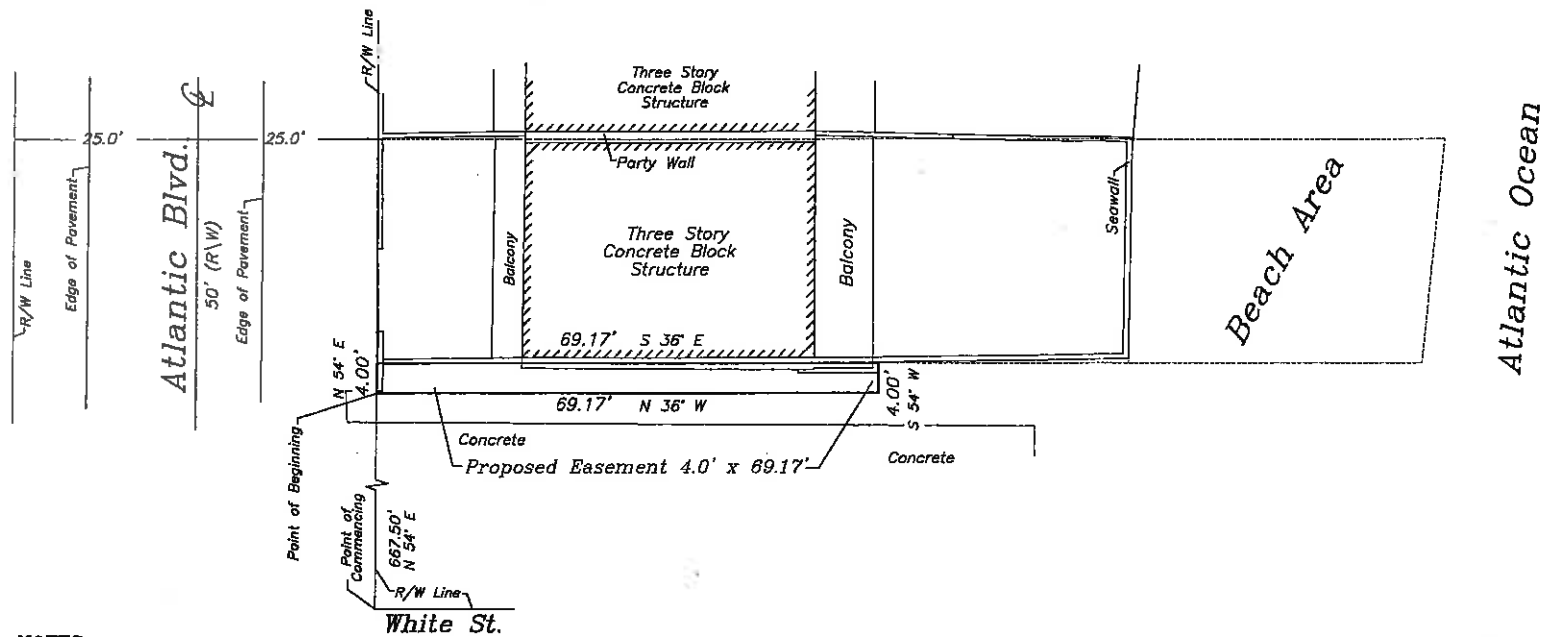 R/W Line
Three Story
Concrete Block
Structure
25.0'
25.0'
Party Wall
R/W Line
Edge of Pavement
Atlantic Blvd.
50' (R\W)
Edge of Pavement
Balcony
Three Story
Concrete Block
Structure
Balcony
Seawall
Beach Area
Atlantic Ocean
69.17' S 36° E
N 54° E
4.00'
69.17' N 36° W
4.00'
S 54° W
Concrete
Concrete
Proposed Easement 4.0' x 69.17'
Point of Beginning
Point of
Commencing
667.50'
N 54° E
R/W Line
White St.